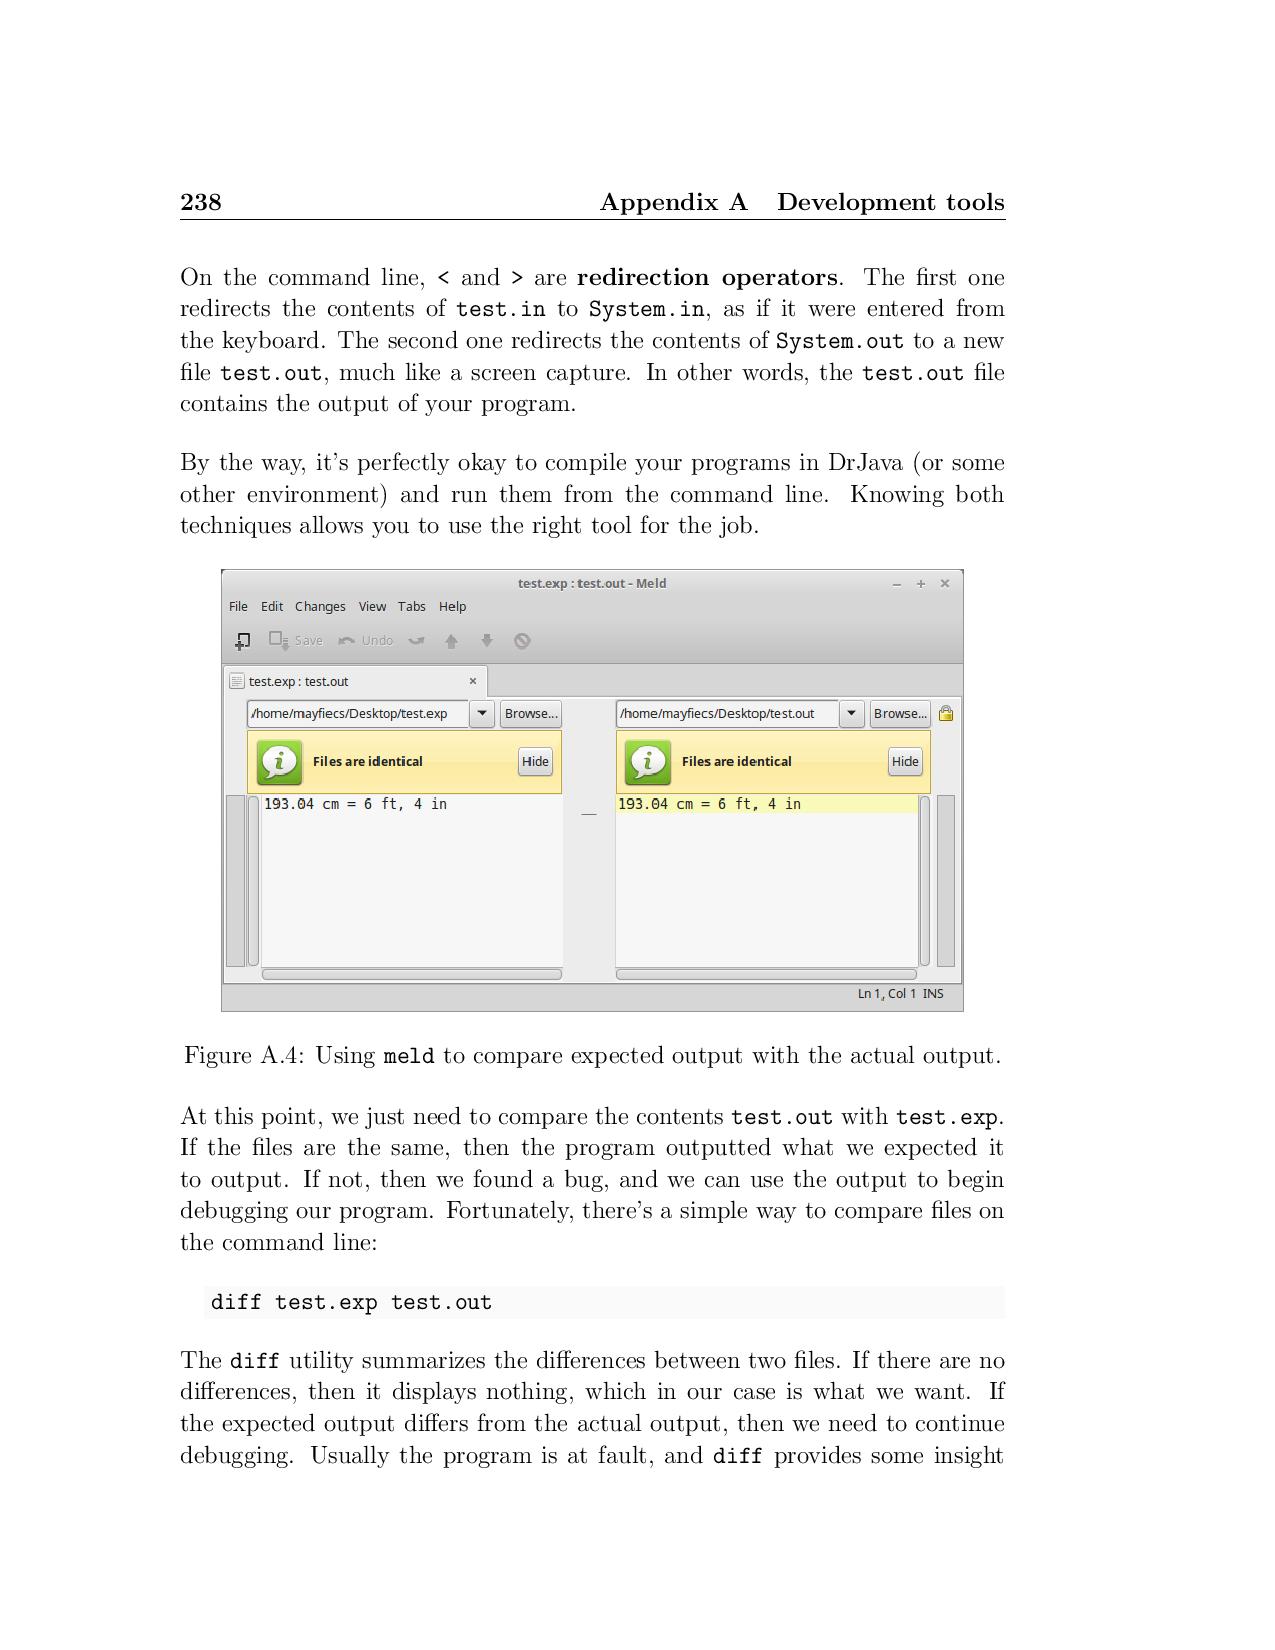 238 Appendix A Development tools
On the command line, < and > are redirection operators. The first one
redirects the contents of test.in to System.in, as if it were entered from
the keyboard. The second one redirects the contents of System.out to a new
file test.out, much like a screen capture. In other words, the test.out file
contains the output of your program.
By the way, it's perfectly okay to compile your programs in DrJava (or some
other environment) and run them from the command line. Knowing both
techniques allows you to use the right tool for the job.
test.exp : test.out - Meld
File Edit Changes View Tabs Help
Save Undo
test.exp : test.out
/home/mayfiecs/Desktop/test.exp Browse... /home/mayfiecs/Desktop/test.out Browse...
Files are identical Hide Files are identical Hide
193.04 cm = 6 ft, 4 in 193.04 cm = 6 ft, 4 in
Ln 1, Col 1 INS
Figure A.4: Using meld to compare expected output with the actual output.
At this point, we just need to compare the contents test.out with test.exp.
If the files are the same, then the program outputted what we expected it
to output. If not, then we found a bug, and we can use the output to begin
debugging our program. Fortunately, there's a simple way to compare files on
the command line:
diff test.exp test.out
The diff utility summarizes the differences between two files. If there are no
differences, then it displays nothing, which in our case is what we want. If
the expected output differs from the actual output, then we need to continue
debugging. Usually the program is at fault, and diff provides some insight